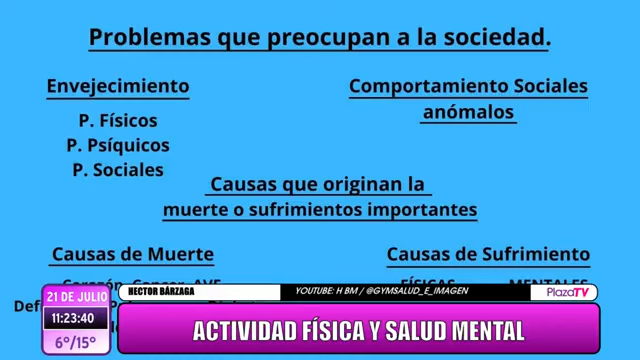 Problemas que preocupan a la sociedad.
Envejecimiento
Comportamiento Sociales
anómalos
P. Físicos
P. Psíquicos
P. Sociales
Causas que originan la
muerte o sufrimientos importantes
Causas de Muerte
Causas de Sufrimiento
21 DE JULIO
11:23:40
6°/15°
HECTOR BÁRZAGA
YOUTUBE: H BM / @GYMSALUD_E_IMAGEN
PlazaTV
ACTIVIDAD FÍSICA Y SALUD MENTAL